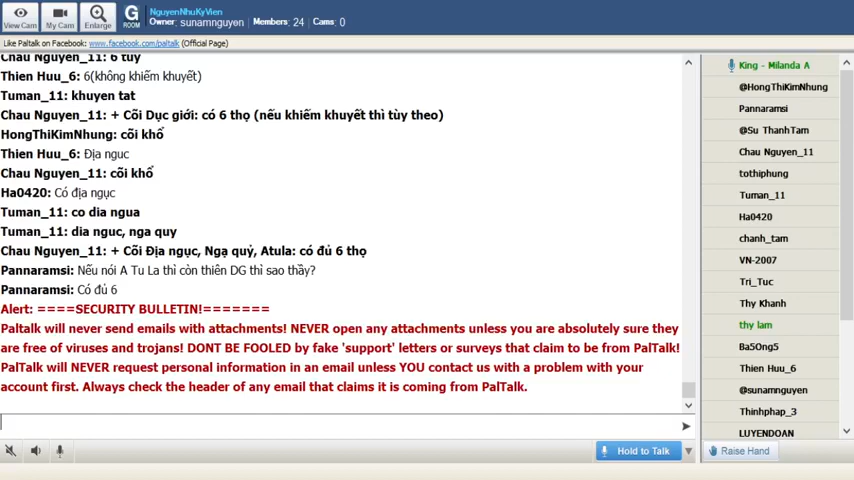 View Cam
My Cam
Enlarge
G
ROOM
NguyenNhuKyVien
Owner: sunamnguyen Members: 24 Cams: 0
Like Paltalk on Facebook: www.facebook.com/paltalk (Official Page)
Chau Nguyen_11: 6 tùy
Thien Huu_6: 6(không khiếm khuyết)
Tuman_11: khuyen tat
Chau Nguyen_11: + Cõi Dục giới: có 6 thọ (nếu khiếm khuyết thì tùy theo)
HongThiKimNhung: cõi khổ
Thien Huu_6: Địa nguc
Chau Nguyen_11: cõi khổ
Ha0420: Có địa ngục
Tuman_11: co dia ngua
Tuman_11: dia nguc, nga quy
Chau Nguyen_11: + Cõi Địa ngục, Ngạ quỷ, Atula: có đủ 6 thọ
Pannaramsi: Nếu nói A Tu La thì còn thiên DG thì sao thầy?
Pannaramsi: Có đủ 6
Alert: ====SECURITY BULLETIN!=======
Paltalk will never send emails with attachments! NEVER open any attachments unless you are absolutely sure they
are free of viruses and trojans! DONT BE FOOLED by fake 'support' letters or surveys that claim to be from PalTalk!
PalTalk will NEVER request personal information in an email unless YOU contact us with a problem with your
account first. Always check the header of any email that claims it is coming from PalTalk.
Hold to Talk
King - Milanda A
@HongThiKimNhung
Pannaramsi
@Su ThanhTam
Chau Nguyen_11
tothiphung
Tuman_11
Ha0420
chanh_tam
VN-2007
Tri_Tuc
Thy Khanh
thy lam
Ba5Ong5
Thien Huu_6
@sunamnguyen
Thinhphap_3
LUYENDOAN
Raise Hand